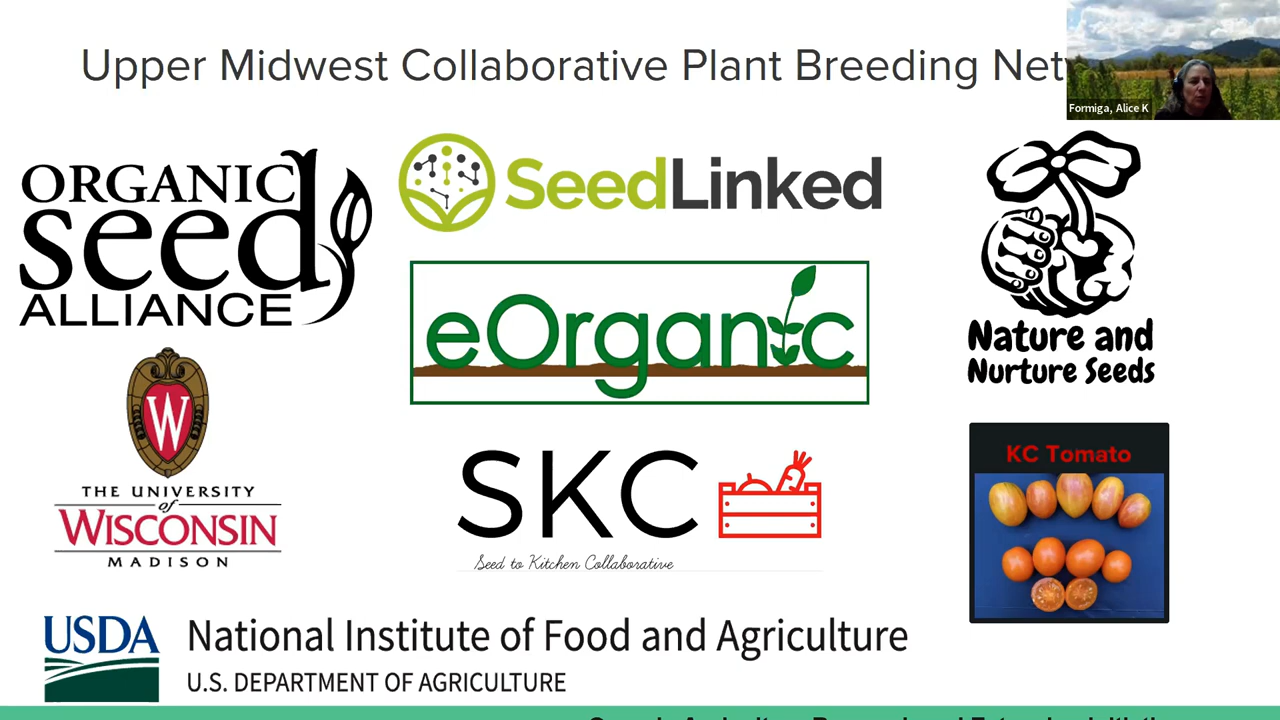 Upper Midwest Collaborative Plant Breeding
Formiga, Alice K
ORGANIC
seed
ALLIANCE
SeedLinked
eOrganic
Nature and
Nurture Seeds
W
THE UNIVERSITY
of
WISCONSIN
MADISON
SKC
Seed to Kitchen Collaborative
KC Tomato
USDA
National Institute of Food and Agriculture
U.S. DEPARTMENT OF AGRICULTURE